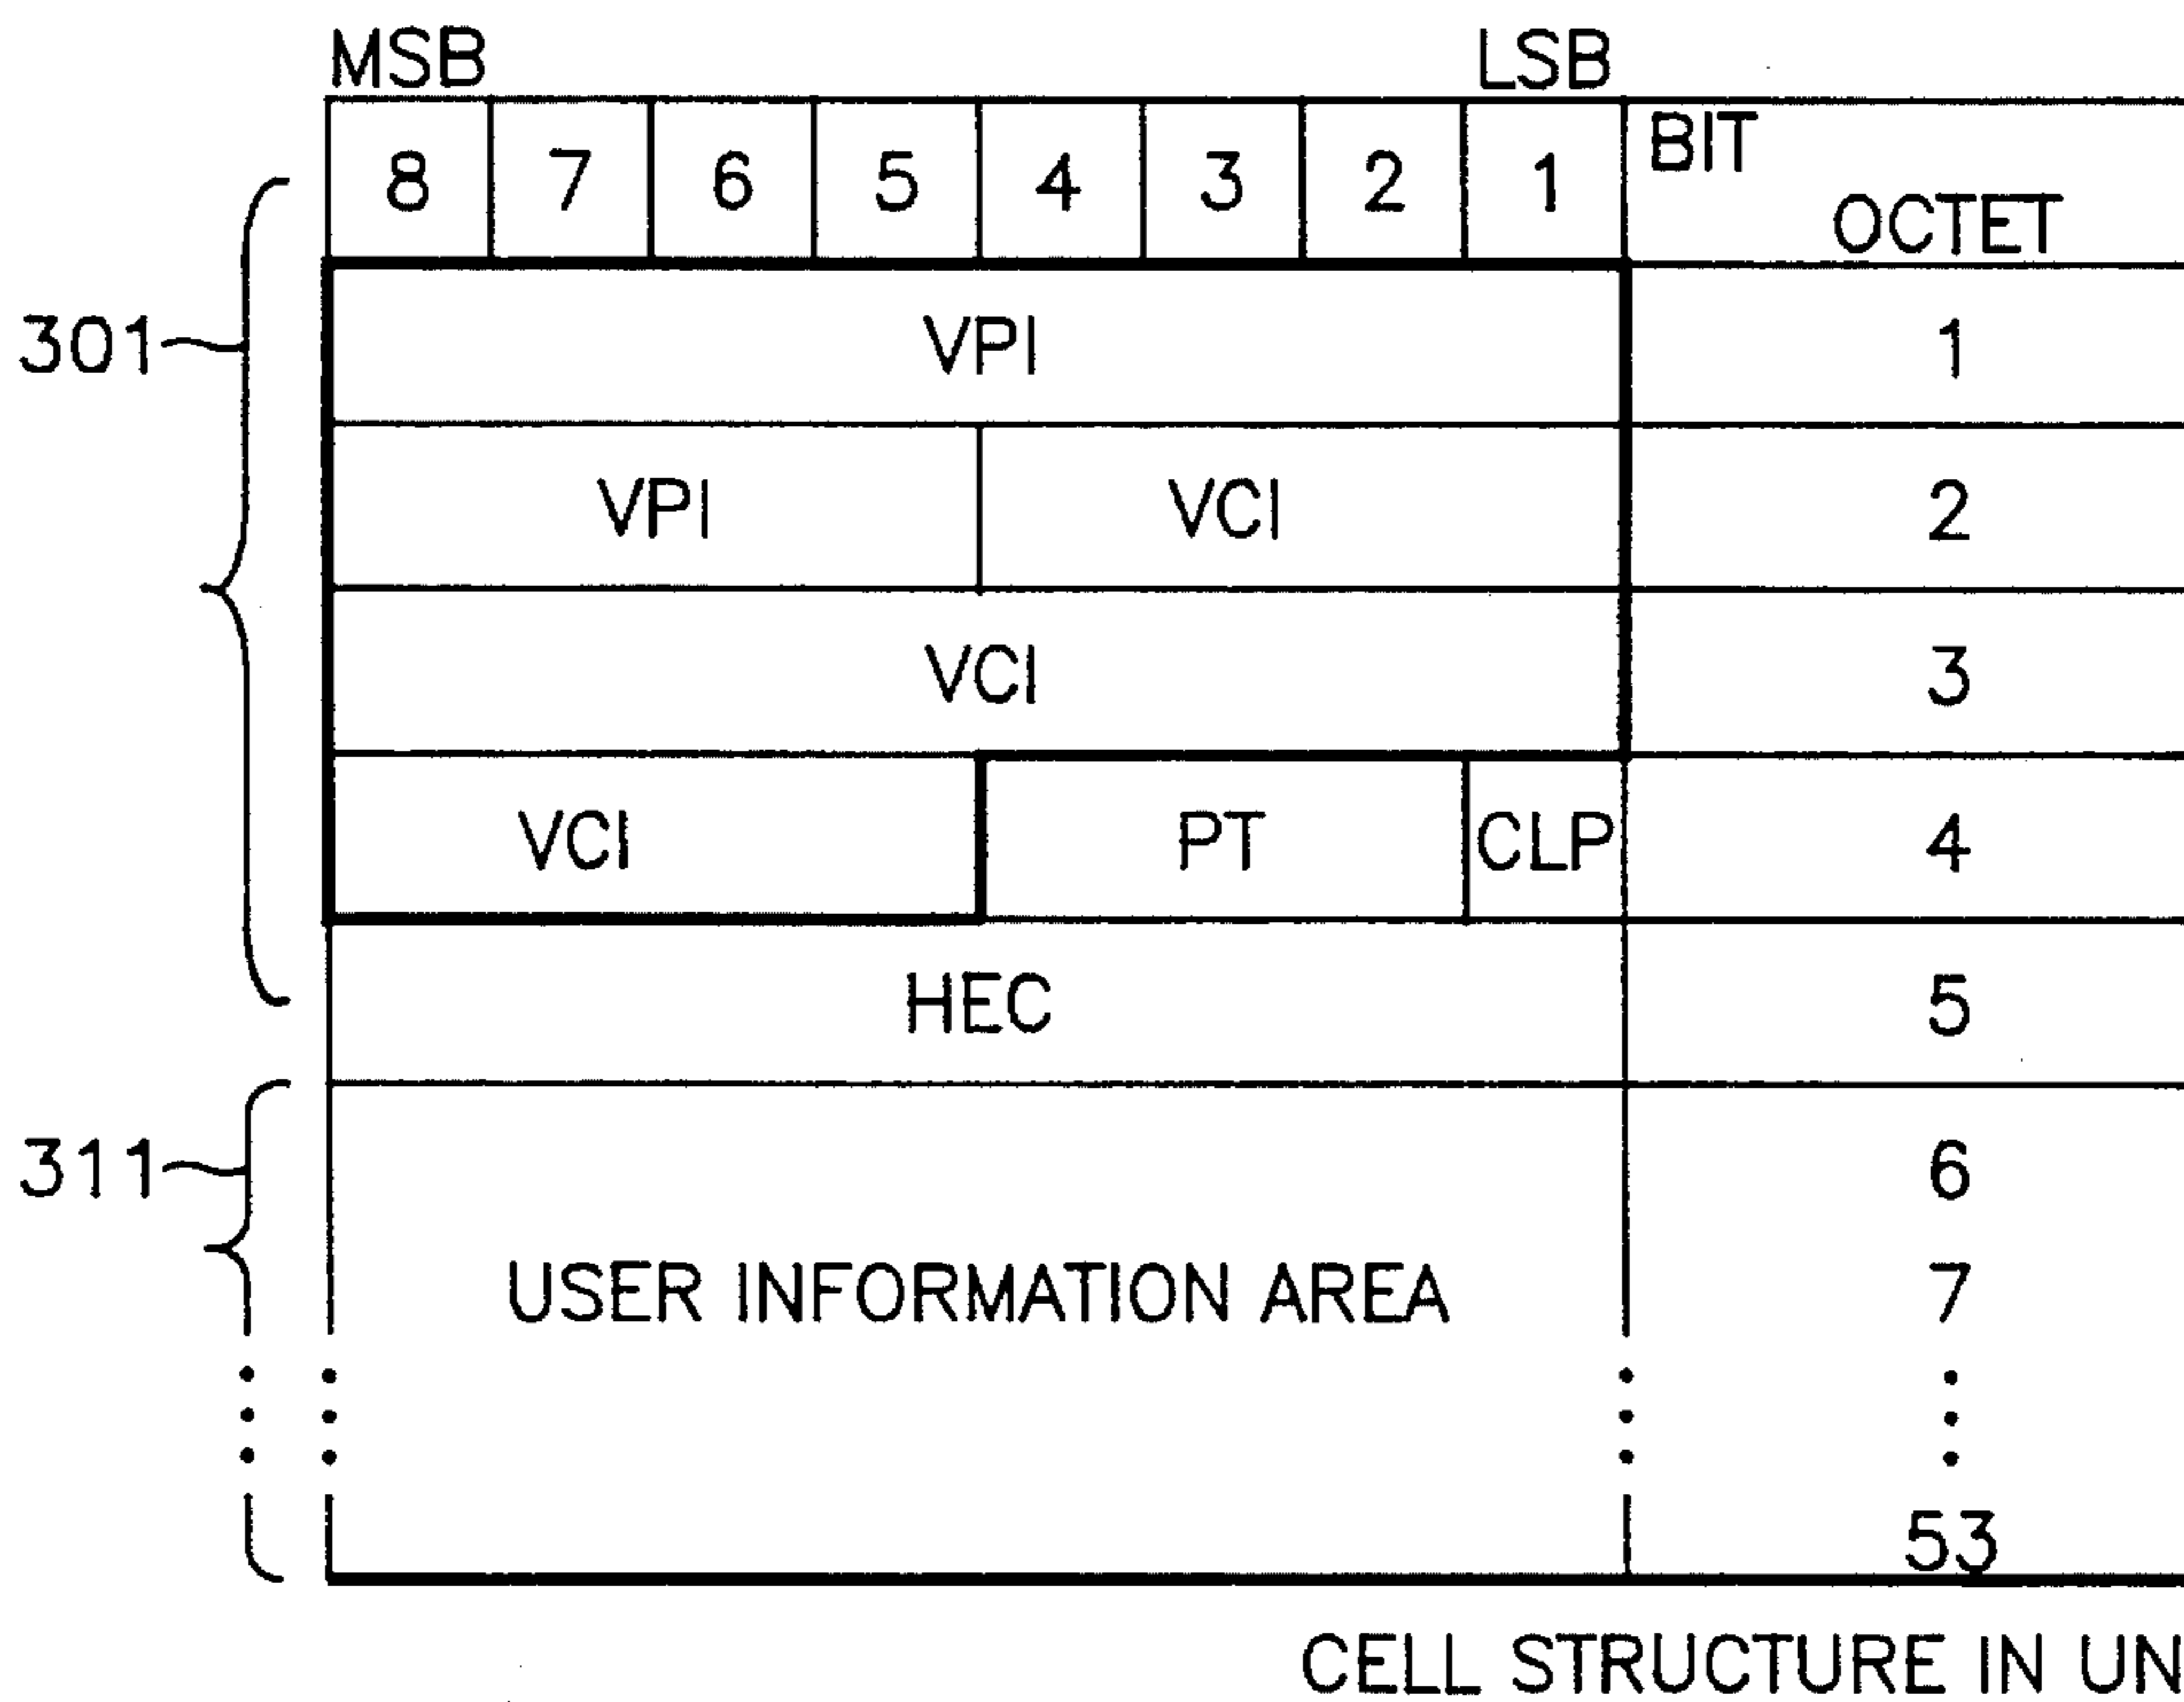 MSB LSB
8 7 6 5 4 3 2 1 BIT
OCTET
301 VPI 1
VPI VCI 2
VCI 3
VCI PT CLP 4
HEC 5
311 6
USER INFORMATION AREA 7
53
CELL STRUCTURE IN UN